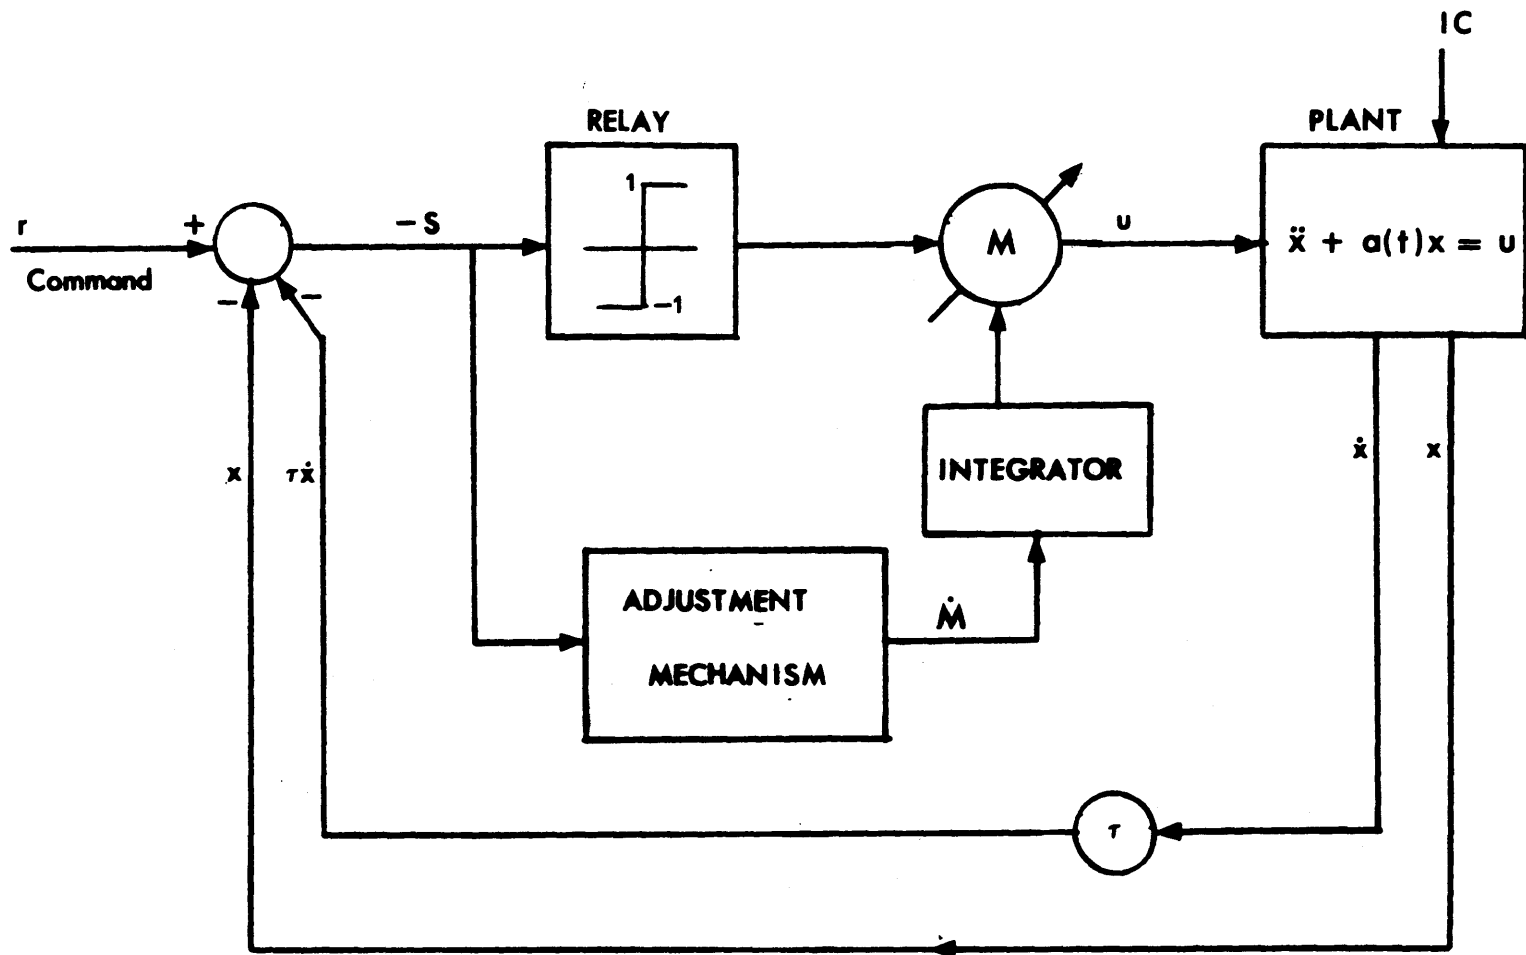 IC
RELAY
PLANT
1
-1
r
+
Command
-
-
-S
M
u
ẍ + a(t)x = u
x
τẋ
ẋ
x
INTEGRATOR
ADJUSTMENT
MECHANISM
Ṁ
τ